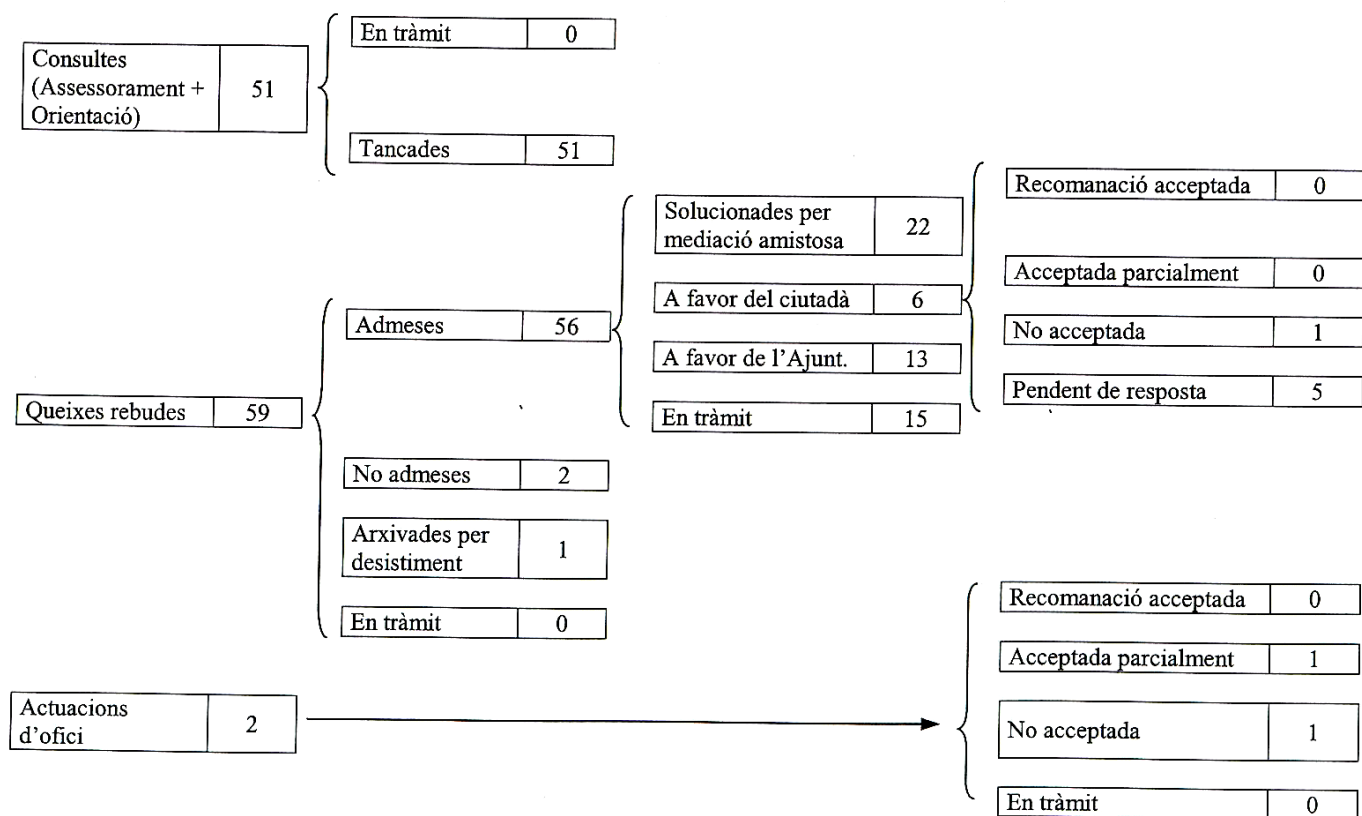 En tràmit 0
Consultes
(Assessorament +
Orientació) 51
Tancades 51
Queixes rebudes 59
Admeses 56
Solucionades per
mediació amistosa 22
A favor del ciutadà 6
Recomanació acceptada 0
Acceptada parcialment 0
No acceptada 1
Pendent de resposta 5
A favor de l'Ajunt. 13
En tràmit 15
No admeses 2
Arxivades per
desistiment 1
En tràmit 0
Actuacions
d'ofici 2
Recomanació acceptada 0
Acceptada parcialment 1
No acceptada 1
En tràmit 0